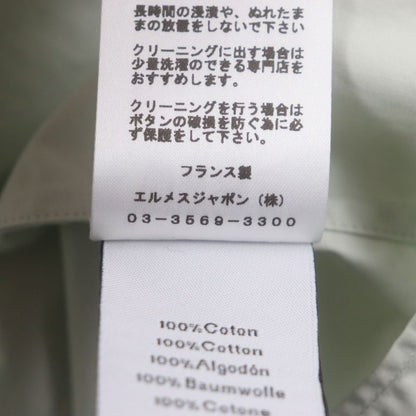 長時間の浸漬や、ぬれたま
まの放置をしないで下さい
クリーニングに出す場合は
少量洗濯のできる専門店を
おすすめします。
クリーニングを行う場合は
ボタンの破損を防ぐ為に必
ず保護をして下さい。
フランス製
エルメスジャポン（株）
03-3569-3300
100%Coton
100%Cotton
100%Algodón
100%Baumwolle
100%Cotone